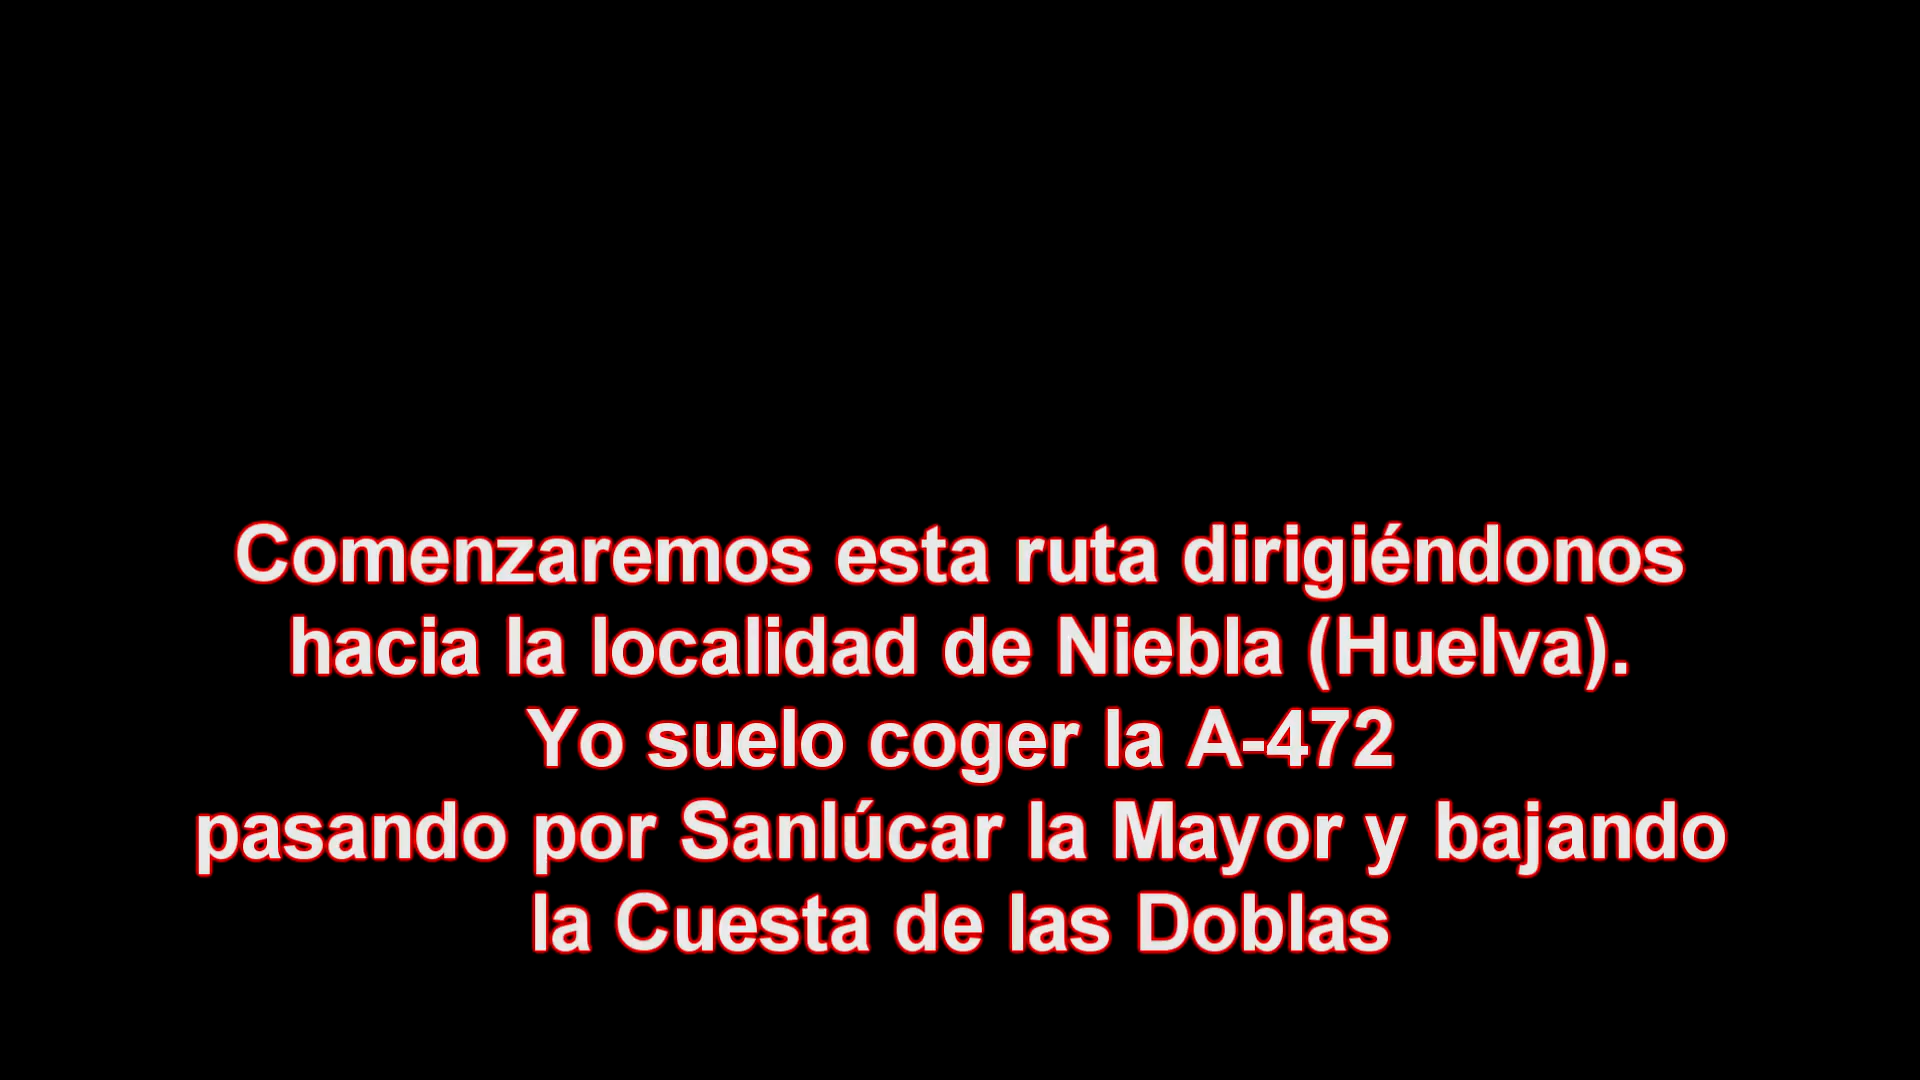 Comenzaremos esta ruta dirigiéndonos
hacia la localidad de Niebla (Huelva).
Yo suelo coger la A-472
pasando por Sanlúcar la Mayor y bajando
la Cuesta de las Doblas